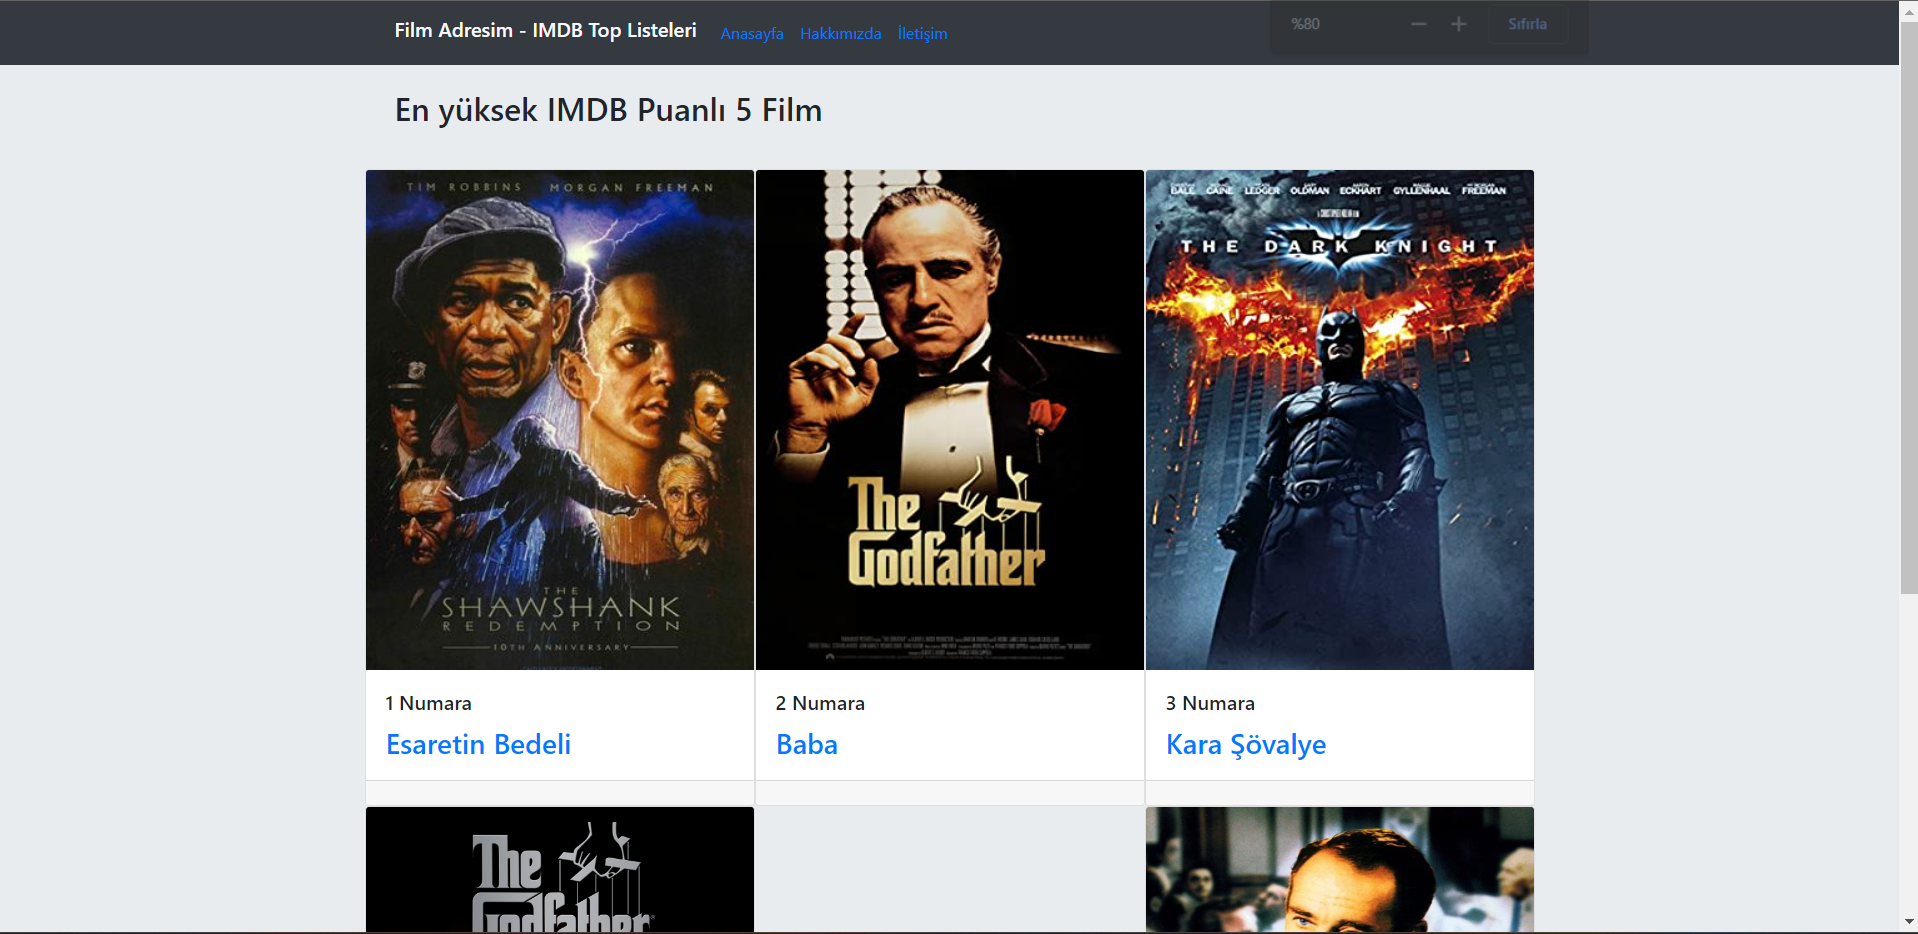 Film Adresim - IMDB Top Listeleri
Anasayfa Hakkımızda İletişim
%80
Sıfırla
En yüksek IMDB Puanlı 5 Film
TIM ROBBINS MORGAN FREEMAN
THE
SHAWSHANK
REDEMPTION
10TH ANNIVERSARY
The
Godfather
BALE CAINE LEDGER OLDMAN ECKHART GYLLENHAAL FREEMAN
THE DARK KNIGHT
1 Numara
Esaretin Bedeli
2 Numara
Baba
3 Numara
Kara Şövalye
The
Godfather